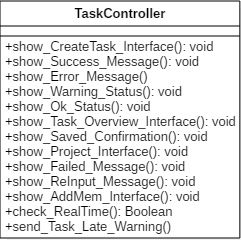 TaskController
+show_CreateTask_Interface(): void
+show_Success_Message(): void
+show_Error_Message()
+show_Warning_Status(): void
+show_Ok_Status(): void
+show_Task_Overview_Interface(): void
+show_Saved_Confirmation(): void
+show_Project_Interface(): void
+show_Failed_Message(): void
+show_ReInput_Message(): void
+show_AddMem_Interface(): void
+check_RealTime(): Boolean
+send_Task_Late_Warning()